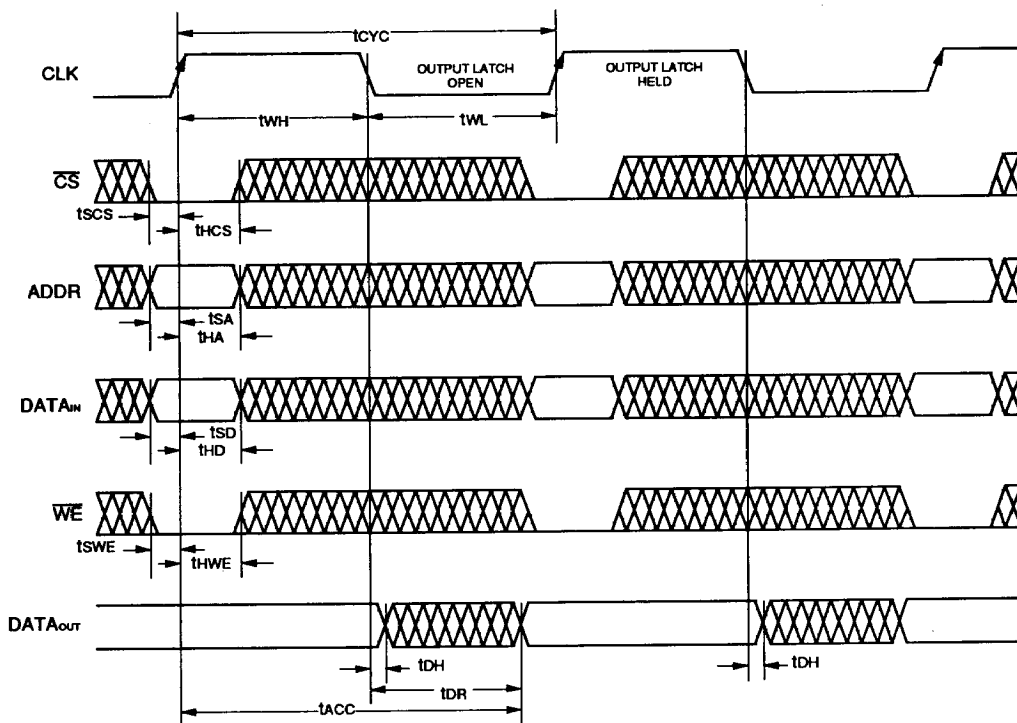 tCYC
CLK
OUTPUT LATCH
OPEN
OUTPUT LATCH
HELD
tWH
tWL
CS
tSCS
tHCS
ADDR
tSA
tHA
DATAIN
tSD
tHD
WE
tSWE
tHWE
DATAOUT
tDH
tDH
tDR
tACC